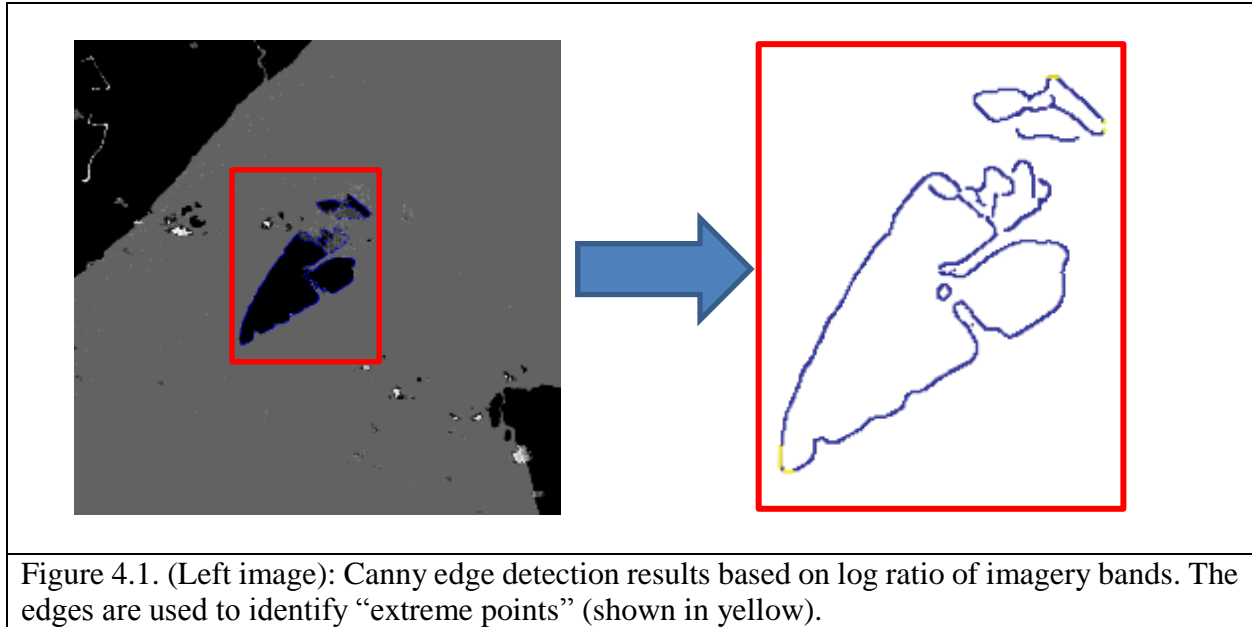 Figure 4.1. (Left image): Canny edge detection results based on log ratio of imagery bands. The
edges are used to identify “extreme points” (shown in yellow).